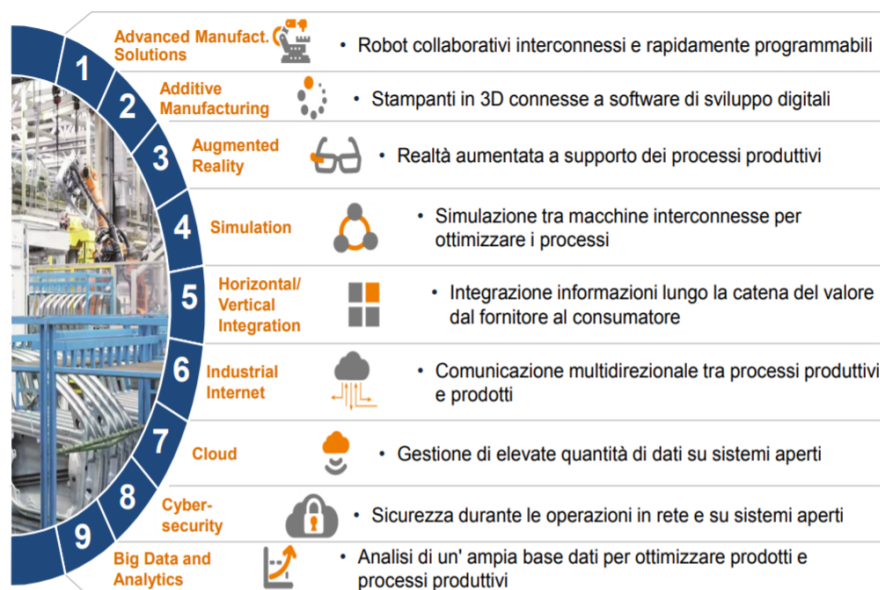 1
Advanced Manufact.
Solutions
• Robot collaborativi interconnessi e rapidamente programmabili
2
Additive
Manufacturing
• Stampanti in 3D connesse a software di sviluppo digitali
3
Augmented
Reality
• Realtà aumentata a supporto dei processi produttivi
4
Simulation
• Simulazione tra macchine interconnesse per
ottimizzare i processi
5
Horizontal/
Vertical
Integration
• Integrazione informazioni lungo la catena del valore
dal fornitore al consumatore
6
Industrial
Internet
• Comunicazione multidirezionale tra processi produttivi
e prodotti
7
Cloud
• Gestione di elevate quantità di dati su sistemi aperti
8
Cyber-
security
• Sicurezza durante le operazioni in rete e su sistemi aperti
9
Big Data and
Analytics
• Analisi di un' ampia base dati per ottimizzare prodotti e
processi produttivi